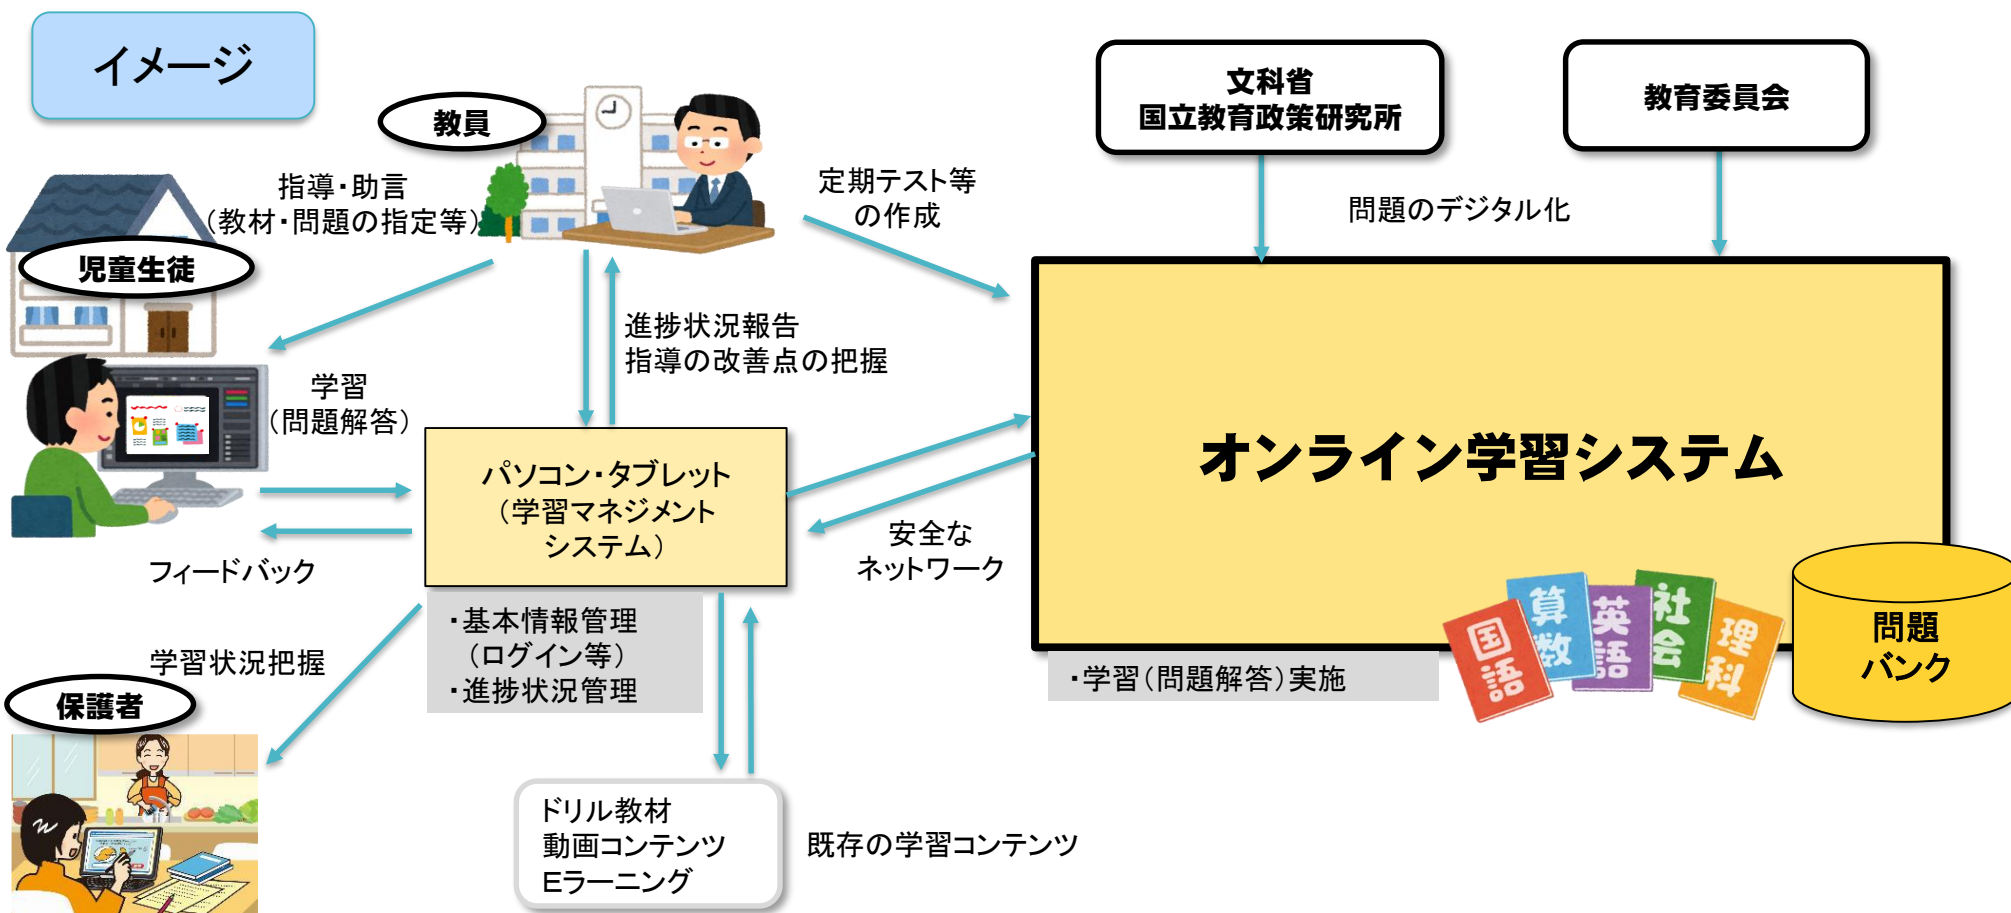 イメージ
教員
文科省
国立教育政策研究所
教育委員会
指導・助言
（教材・問題の指定等）
定期テスト等
の作成
問題のデジタル化
児童生徒
進捗状況報告
指導の改善点の把握
学習
（問題解答）
パソコン・タブレット
（学習マネジメント
システム）
オンライン学習システム
安全な
ネットワーク
フィードバック
・基本情報管理
（ログイン等）
・進捗状況管理
学習状況把握
保護者
・学習（問題解答）実施
国語
算数
英語
社会
理科
問題
バンク
ドリル教材
動画コンテンツ
Eラーニング
既存の学習コンテンツ